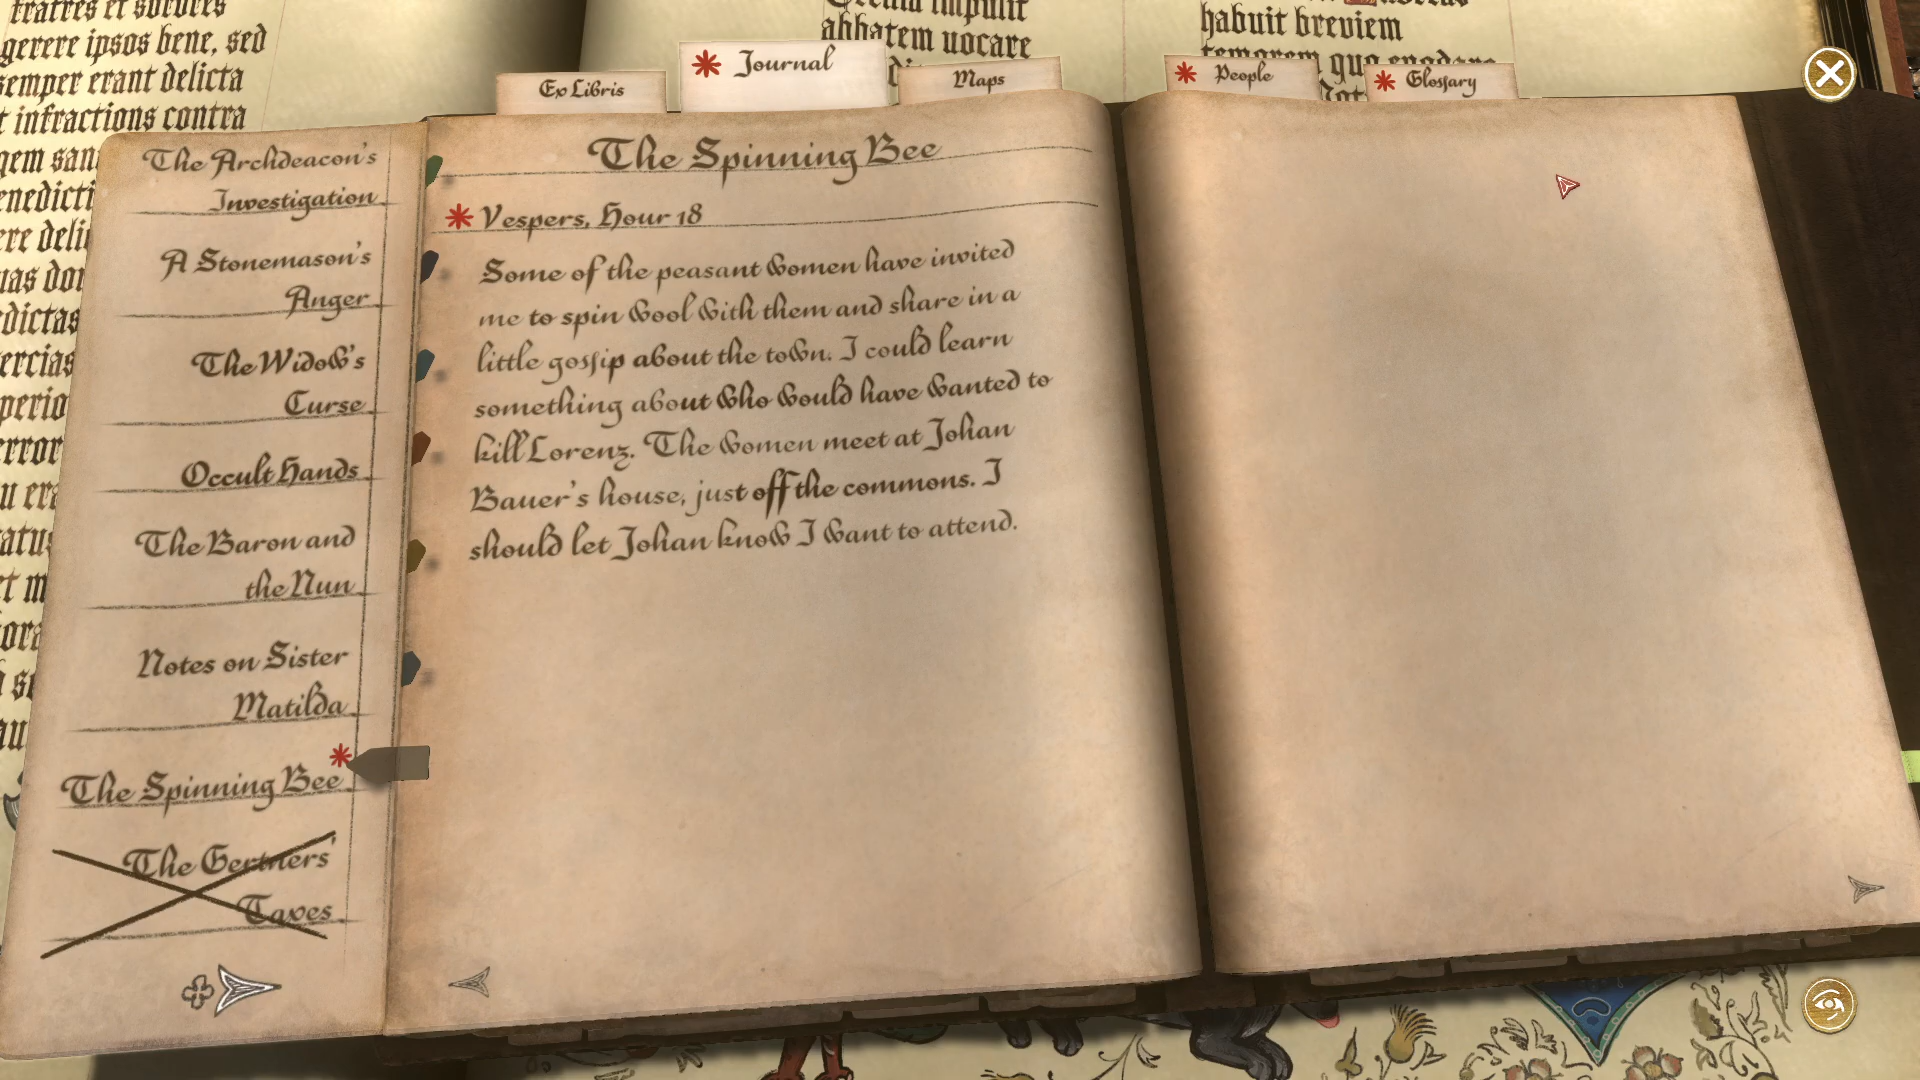 fratres et sorores
gerere ipsos bene, sed
semper erant delicta
t infractions contra
abbatem vocare
habuit breviem
Ex Libris
Journal
Maps
People
Glossary
The Archdeacon's
Investigation
A Stonemason's
Anger
The Widow's
Curse
Occult Hands
The Baron and
the Nun
Notes on Sister
Matilda
The Spinning Bee
The Gertners'
Taxes
The Spinning Bee
Vespers, Hour 18
Some of the peasant women have invited
me to spin wool with them and share in a
little gossip about the town. I could learn
something about who would have wanted to
kill Lorenz. The women meet at Johan
Bauer's house, just off the commons. I
should let Johan know I want to attend.